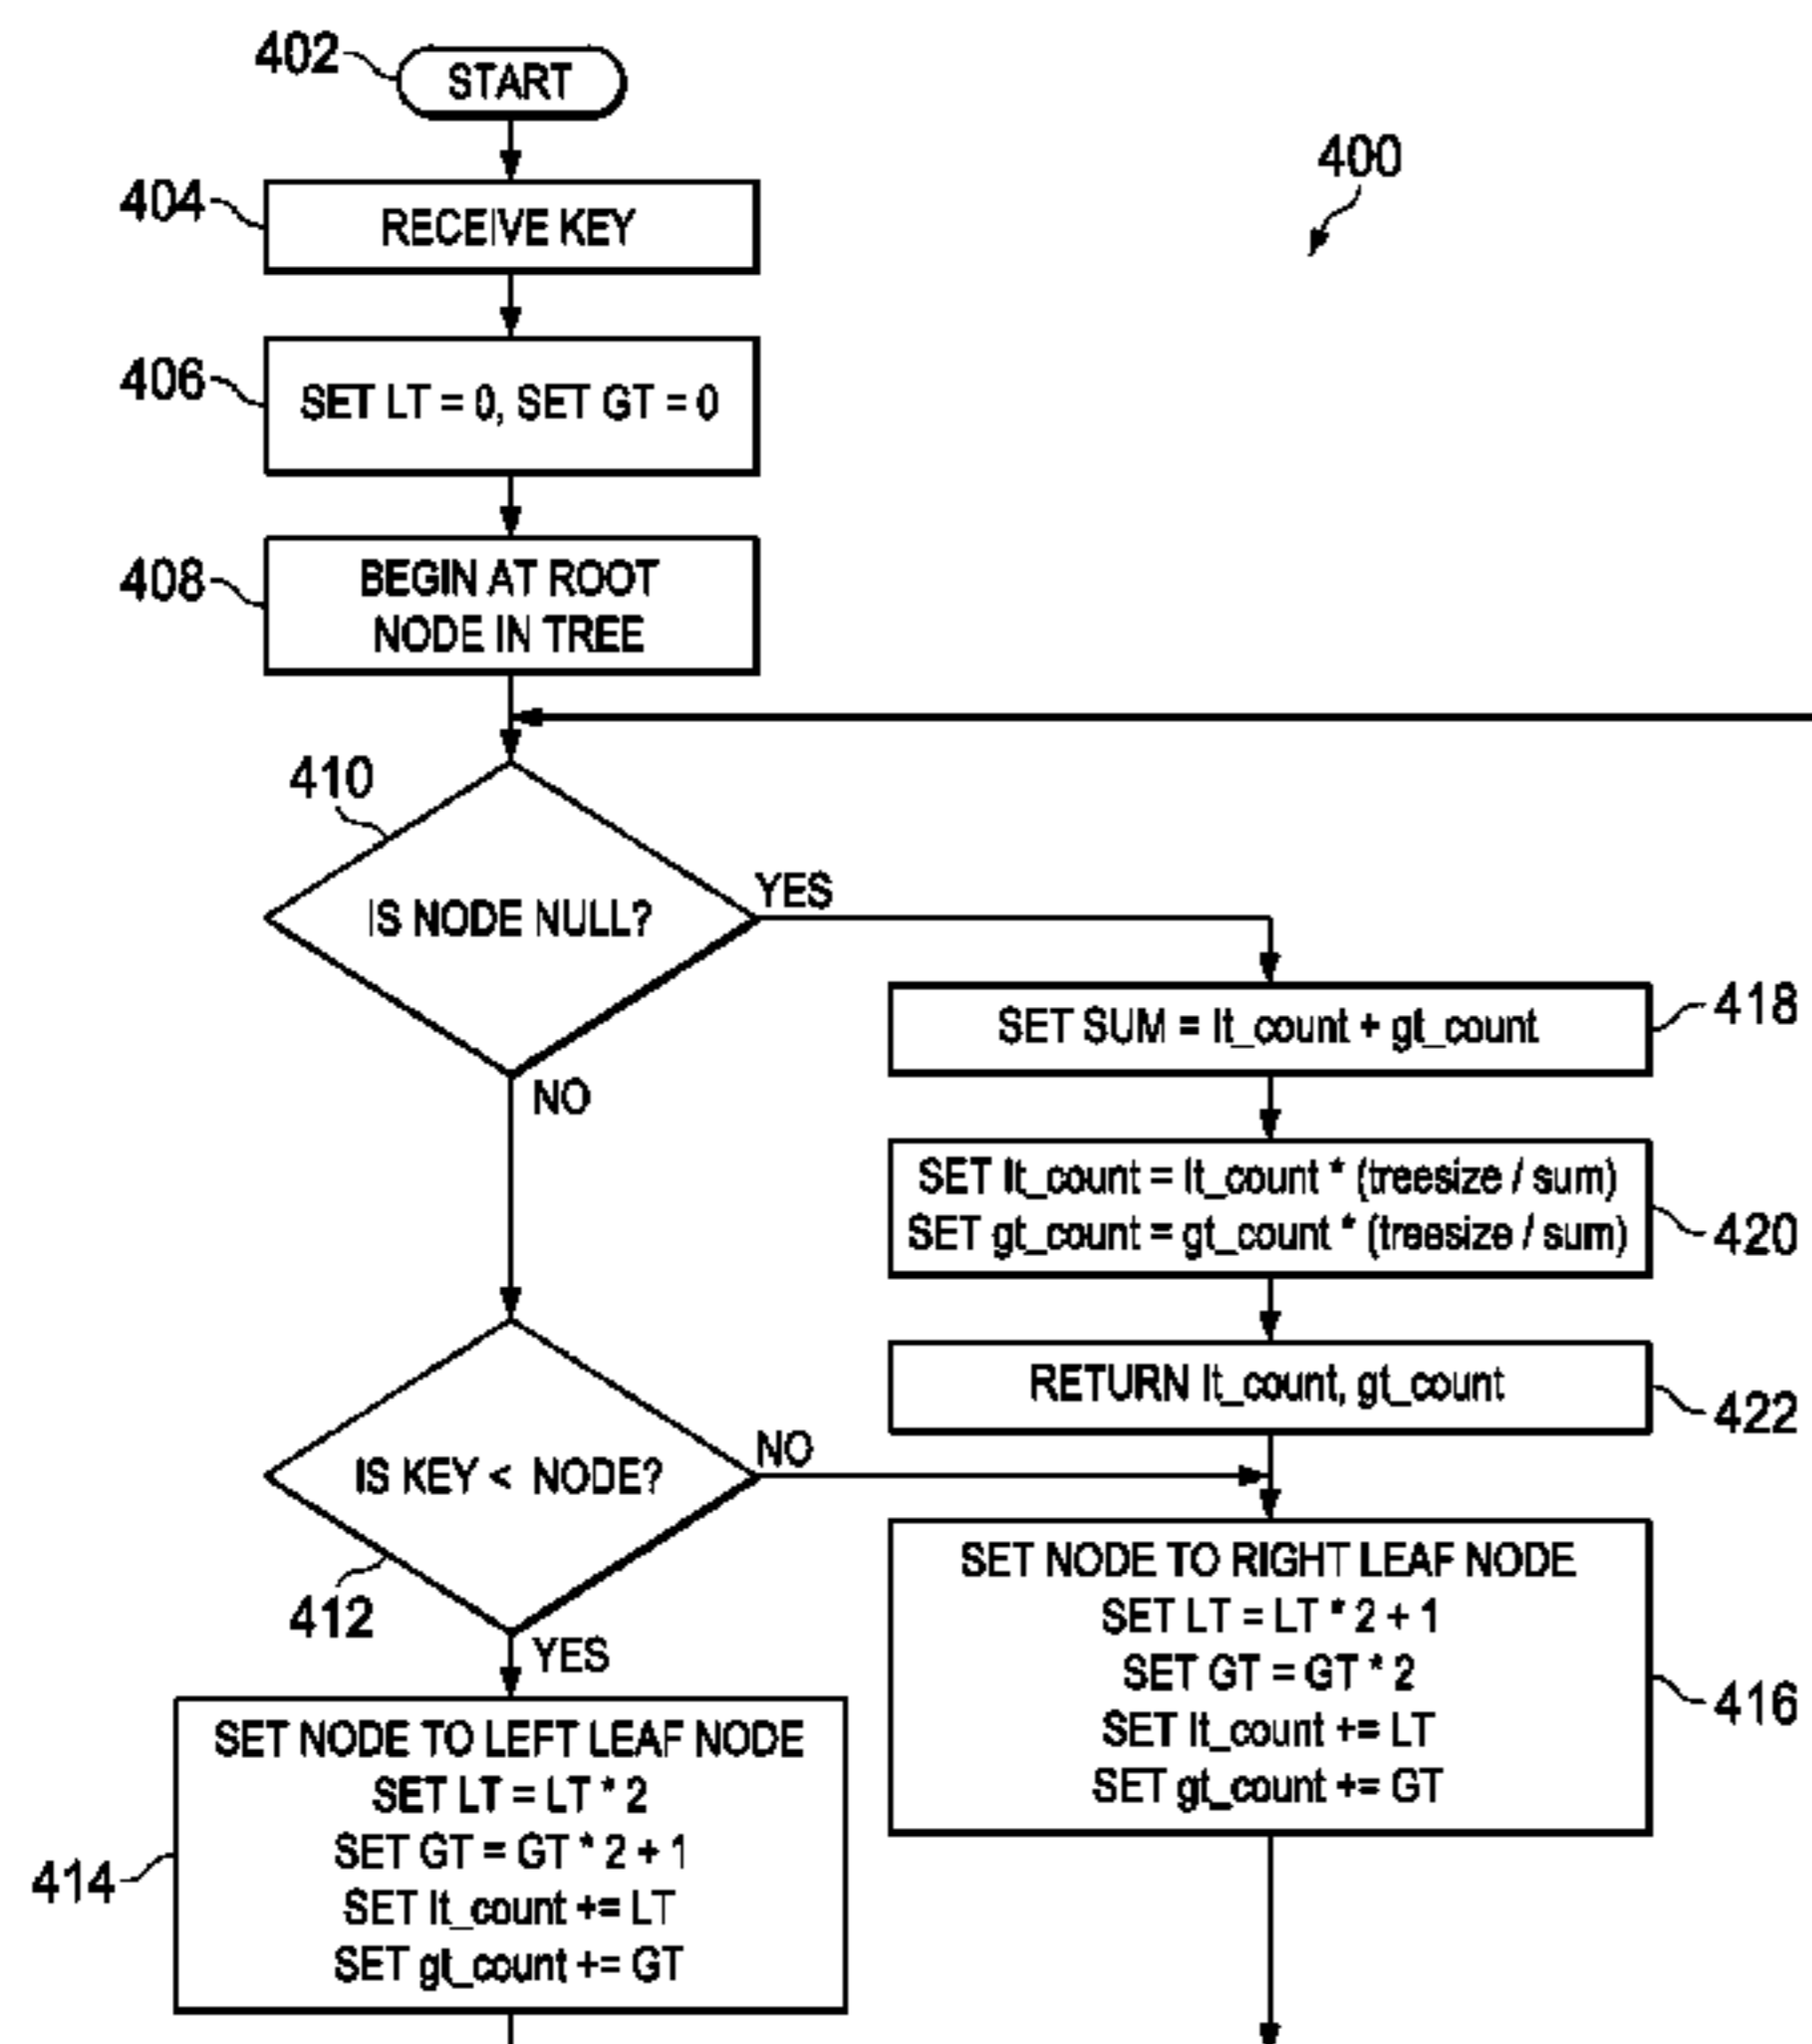 402
START
400
404
RECEIVE KEY
406
SET LT = 0, SET GT = 0
408
BEGIN AT ROOT
NODE IN TREE
410
IS NODE NULL?
YES
NO
SET SUM = lt_count + gt_count
418
SET lt_count = lt_count * (treesize / sum)
SET gt_count = gt_count * (treesize / sum)
420
RETURN lt_count, gt_count
422
IS KEY < NODE?
NO
412
YES
SET NODE TO RIGHT LEAF NODE
SET LT = LT * 2 + 1
SET GT = GT * 2
SET lt_count += LT
SET gt_count += GT
416
SET NODE TO LEFT LEAF NODE
SET LT = LT * 2
SET GT = GT * 2 + 1
SET lt_count += LT
SET gt_count += GT
414